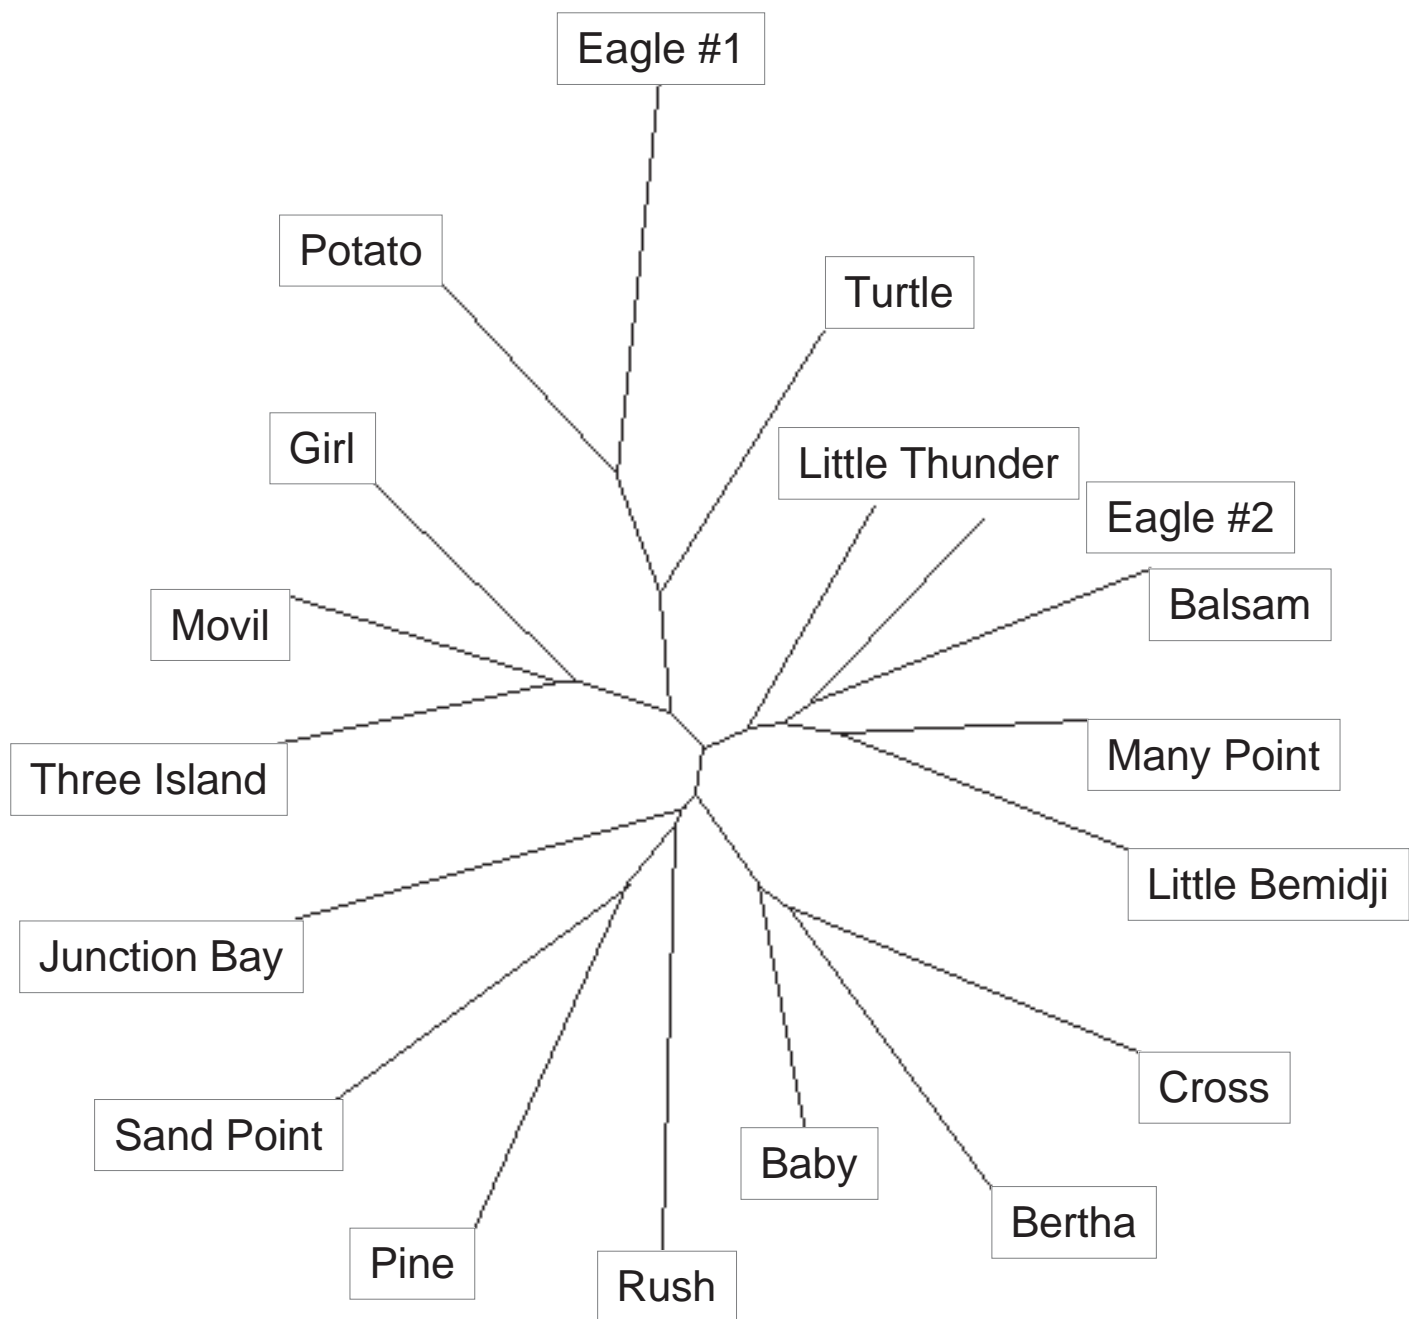 Eagle #1
Potato
Turtle
Girl
Little Thunder
Eagle #2
Balsam
Movil
Many Point
Three Island
Little Bemidji
Junction Bay
Cross
Sand Point
Baby
Bertha
Pine
Rush